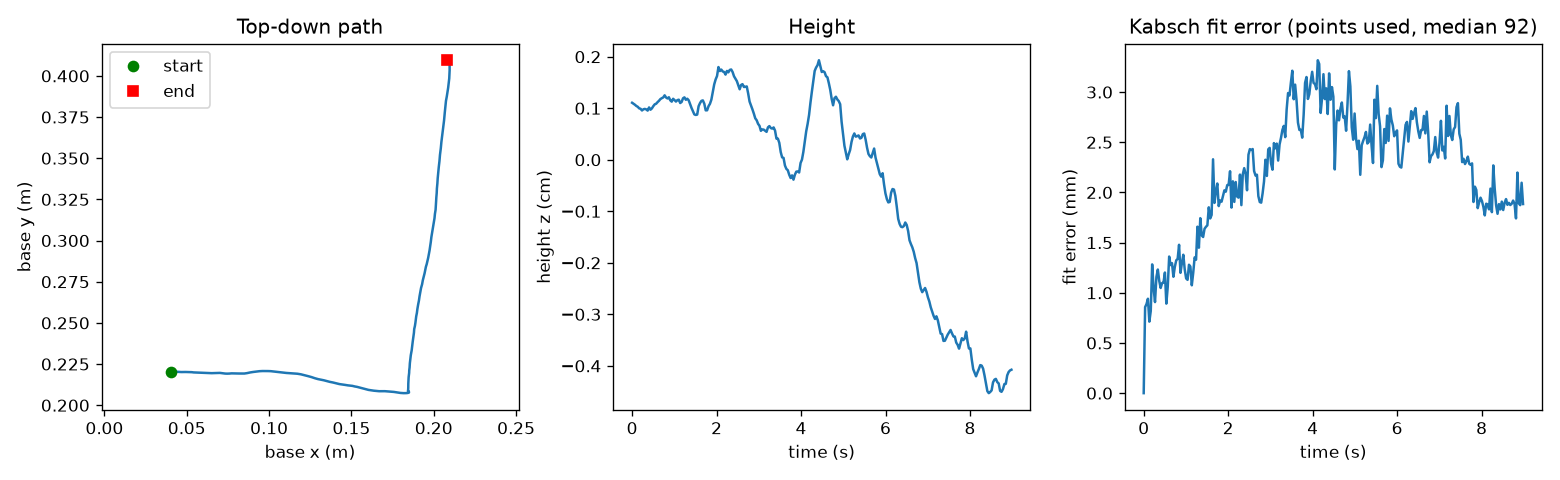 Top-down path
start
end
0.400
0.375
0.350
0.325
0.300
0.275
0.250
0.225
0.200
base y (m)
0.00 0.05 0.10 0.15 0.20 0.25
base x (m)
Height
0.2
0.1
0.0
−0.1
−0.2
−0.3
−0.4
height z (cm)
0 2 4 6 8
time (s)
Kabsch fit error (points used, median 92)
3.0
2.5
2.0
1.5
1.0
0.5
0.0
fit error (mm)
0 2 4 6 8
time (s)